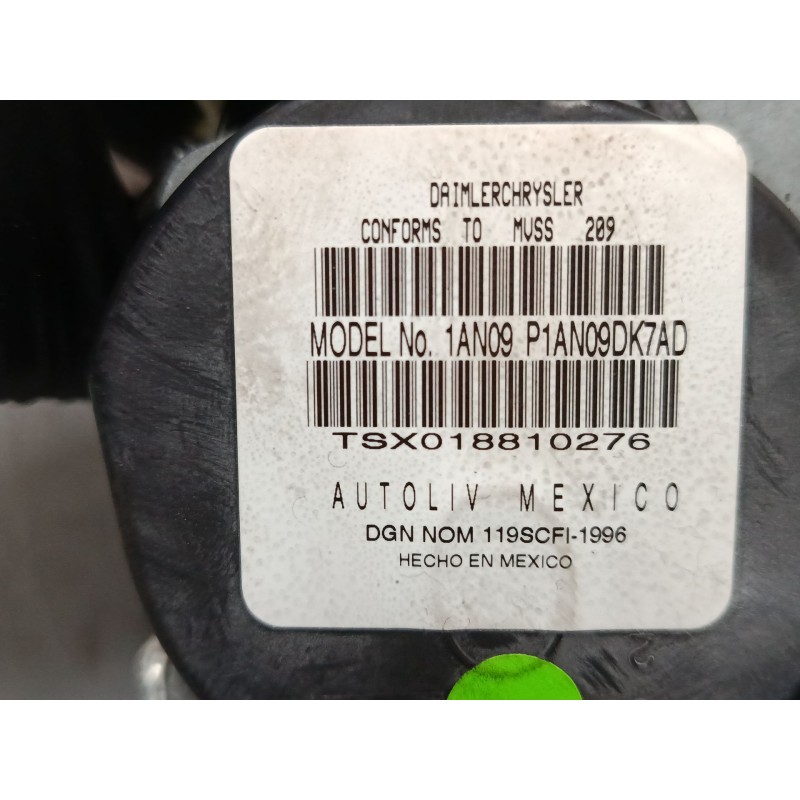 DAIMLERCHRYSLER
CONFORMS TO MVSS 209
MODEL No. 1AN09 P1AN09DK7AD
TSX018810276
AUTOLIV MEXICO
DGN NOM 119SCFI-1996
HECHO EN MEXICO
2